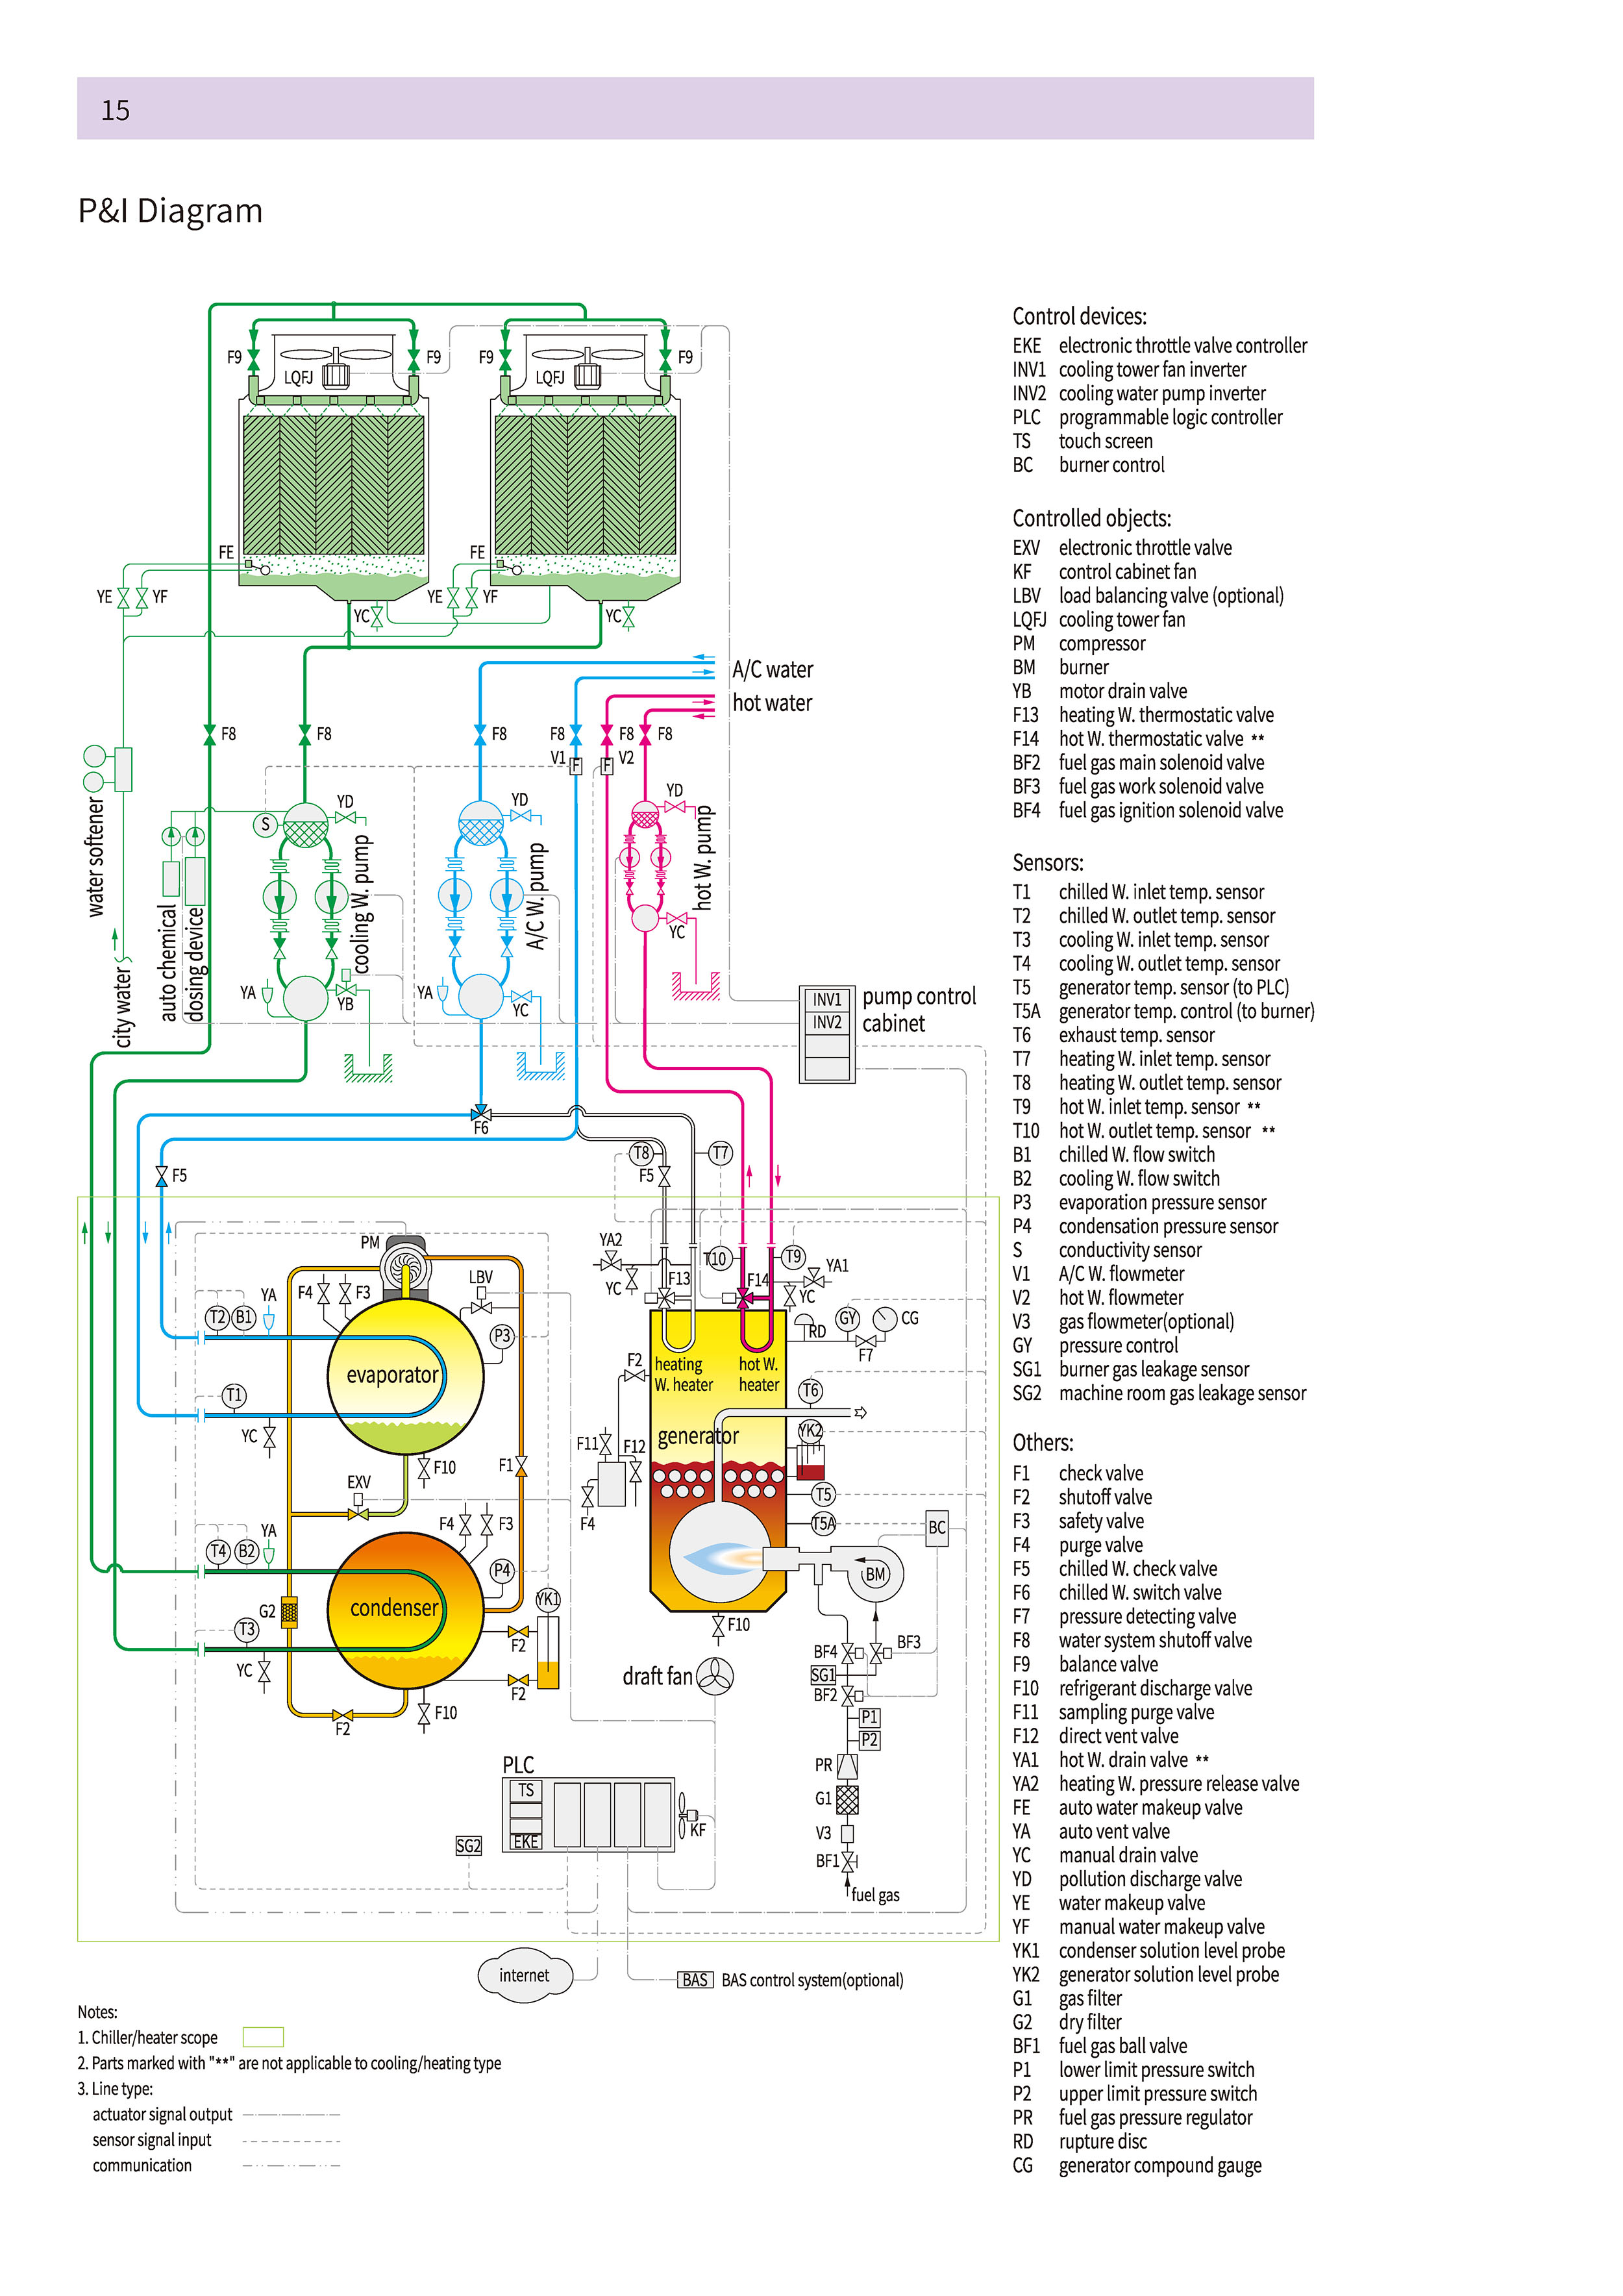 15
P&I Diagram
F9
F9
F9
F9
LQFJ
LQFJ
FE
FE
YE
YF
YE
YF
YC
YC
A/C water
hot water
F8
F8
F8
F8
F8
F8
V1
F
F
V2
water softener
city water
auto chemical
dosing device
S
YD
YD
YD
cooling W. pump
A/C W. pump
hot W. pump
YA
YB
YA
YC
YC
INV1
INV2
pump control
cabinet
F6
F5
T8
T7
F5
PM
LBV
F4
F3
YA
T2
B1
P3
evaporator
T1
YC
F10
F1
EXV
F4
F3
YA
T4
B2
P4
condenser
G2
T3
YC
YK1
F2
F2
F10
F2
YA2
YC
F13
T10
F14
T9
YA1
YC
RD
GY
CG
F7
F2
heating
W. heater
hot W.
heater
T6
generator
YK2
F11
F12
F4
T5
T5A
BC
BM
F10
draft fan
BF4
BF3
SG1
BF2
P1
P2
PR
G1
V3
BF1
fuel gas
PLC
TS
EKE
KF
SG2
internet
BAS
BAS control system(optional)
Notes:
1. Chiller/heater scope
2. Parts marked with "**" are not applicable to cooling/heating type
3. Line type:
actuator signal output
sensor signal input
communication
Control devices:
EKE electronic throttle valve controller
INV1 cooling tower fan inverter
INV2 cooling water pump inverter
PLC programmable logic controller
TS touch screen
BC burner control
Controlled objects:
EXV electronic throttle valve
KF control cabinet fan
LBV load balancing valve (optional)
LQFJ cooling tower fan
PM compressor
BM burner
YB motor drain valve
F13 heating W. thermostatic valve
F14 hot W. thermostatic valve **
BF2 fuel gas main solenoid valve
BF3 fuel gas work solenoid valve
BF4 fuel gas ignition solenoid valve
Sensors:
T1 chilled W. inlet temp. sensor
T2 chilled W. outlet temp. sensor
T3 cooling W. inlet temp. sensor
T4 cooling W. outlet temp. sensor
T5 generator temp. sensor (to PLC)
T5A generator temp. control (to burner)
T6 exhaust temp. sensor
T7 heating W. inlet temp. sensor
T8 heating W. outlet temp. sensor
T9 hot W. inlet temp. sensor **
T10 hot W. outlet temp. sensor **
B1 chilled W. flow switch
B2 cooling W. flow switch
P3 evaporation pressure sensor
P4 condensation pressure sensor
S conductivity sensor
V1 A/C W. flowmeter
V2 hot W. flowmeter
V3 gas flowmeter(optional)
GY pressure control
SG1 burner gas leakage sensor
SG2 machine room gas leakage sensor
Others:
F1 check valve
F2 shutoff valve
F3 safety valve
F4 purge valve
F5 chilled W. check valve
F6 chilled W. switch valve
F7 pressure detecting valve
F8 water system shutoff valve
F9 balance valve
F10 refrigerant discharge valve
F11 sampling purge valve
F12 direct vent valve
YA1 hot W. drain valve **
YA2 heating W. pressure release valve
FE auto water makeup valve
YA auto vent valve
YC manual drain valve
YD pollution discharge valve
YE water makeup valve
YF manual water makeup valve
YK1 condenser solution level probe
YK2 generator solution level probe
G1 gas filter
G2 dry filter
BF1 fuel gas ball valve
P1 lower limit pressure switch
P2 upper limit pressure switch
PR fuel gas pressure regulator
RD rupture disc
CG generator compound gauge